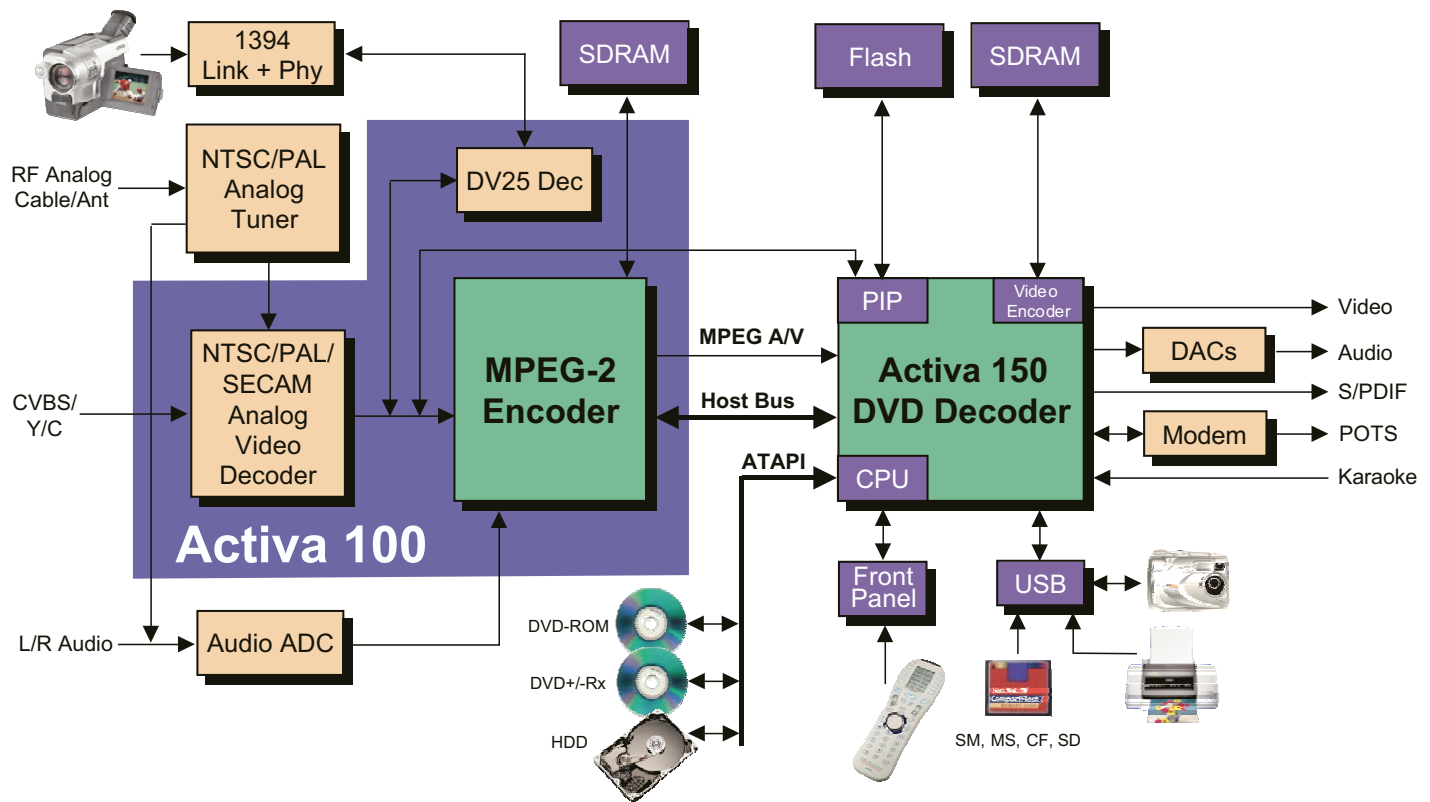 1394
Link + Phy
SDRAM
Flash
SDRAM
NTSC/PAL
Analog
Tuner
RF Analog
Cable/Ant
DV25 Dec
PIP
Video
Encoder
Video
MPEG A/V
NTSC/PAL/
SECAM
Analog
Video
Decoder
MPEG-2
Encoder
Activa 150
DVD Decoder
DACs
Audio
S/PDIF
CVBS/
Y/C
Host Bus
Modem
POTS
ATAPI
CPU
Karaoke
Activa 100
Front
Panel
USB
L/R Audio
Audio ADC
DVD-ROM
DVD+/-Rx
HDD
SM, MS, CF, SD